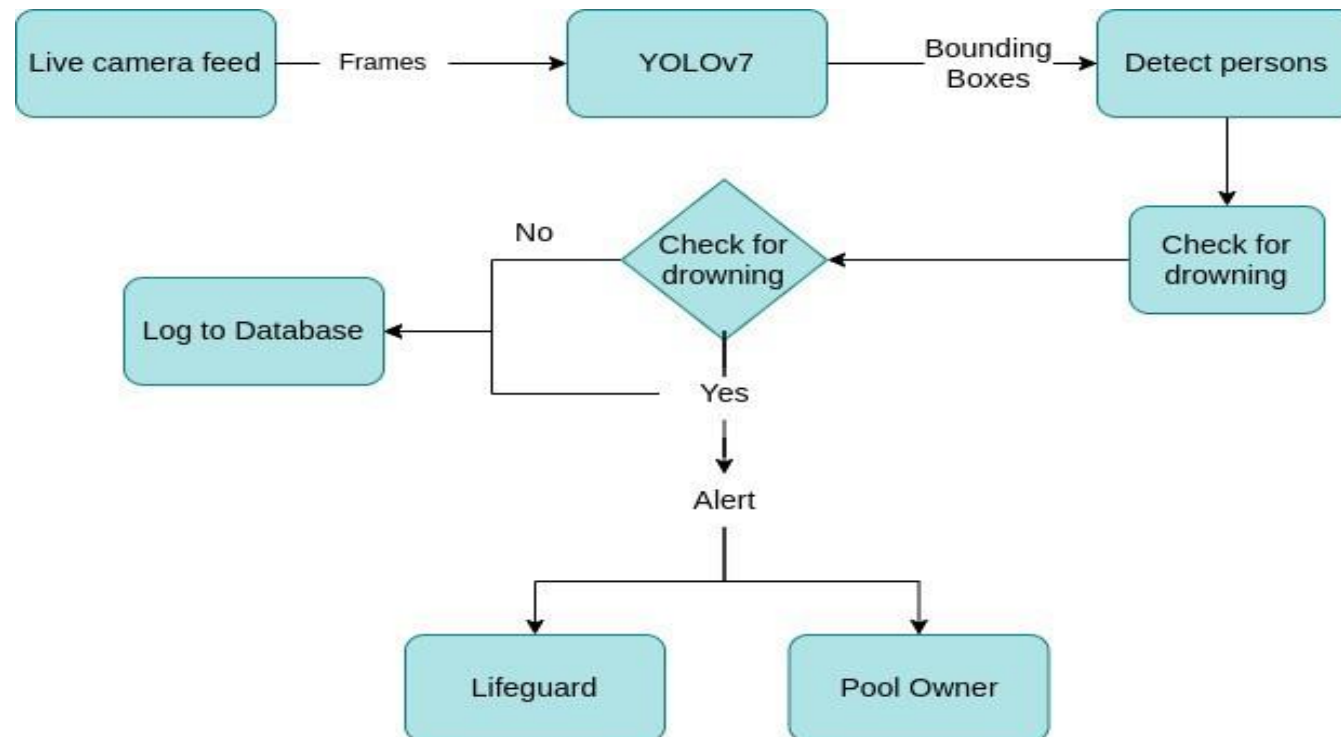 Live camera feed
Frames
YOLOv7
Bounding
Boxes
Detect persons
Check for
drowning
Check for
drowning
No
Log to Database
Yes
Alert
Lifeguard
Pool Owner